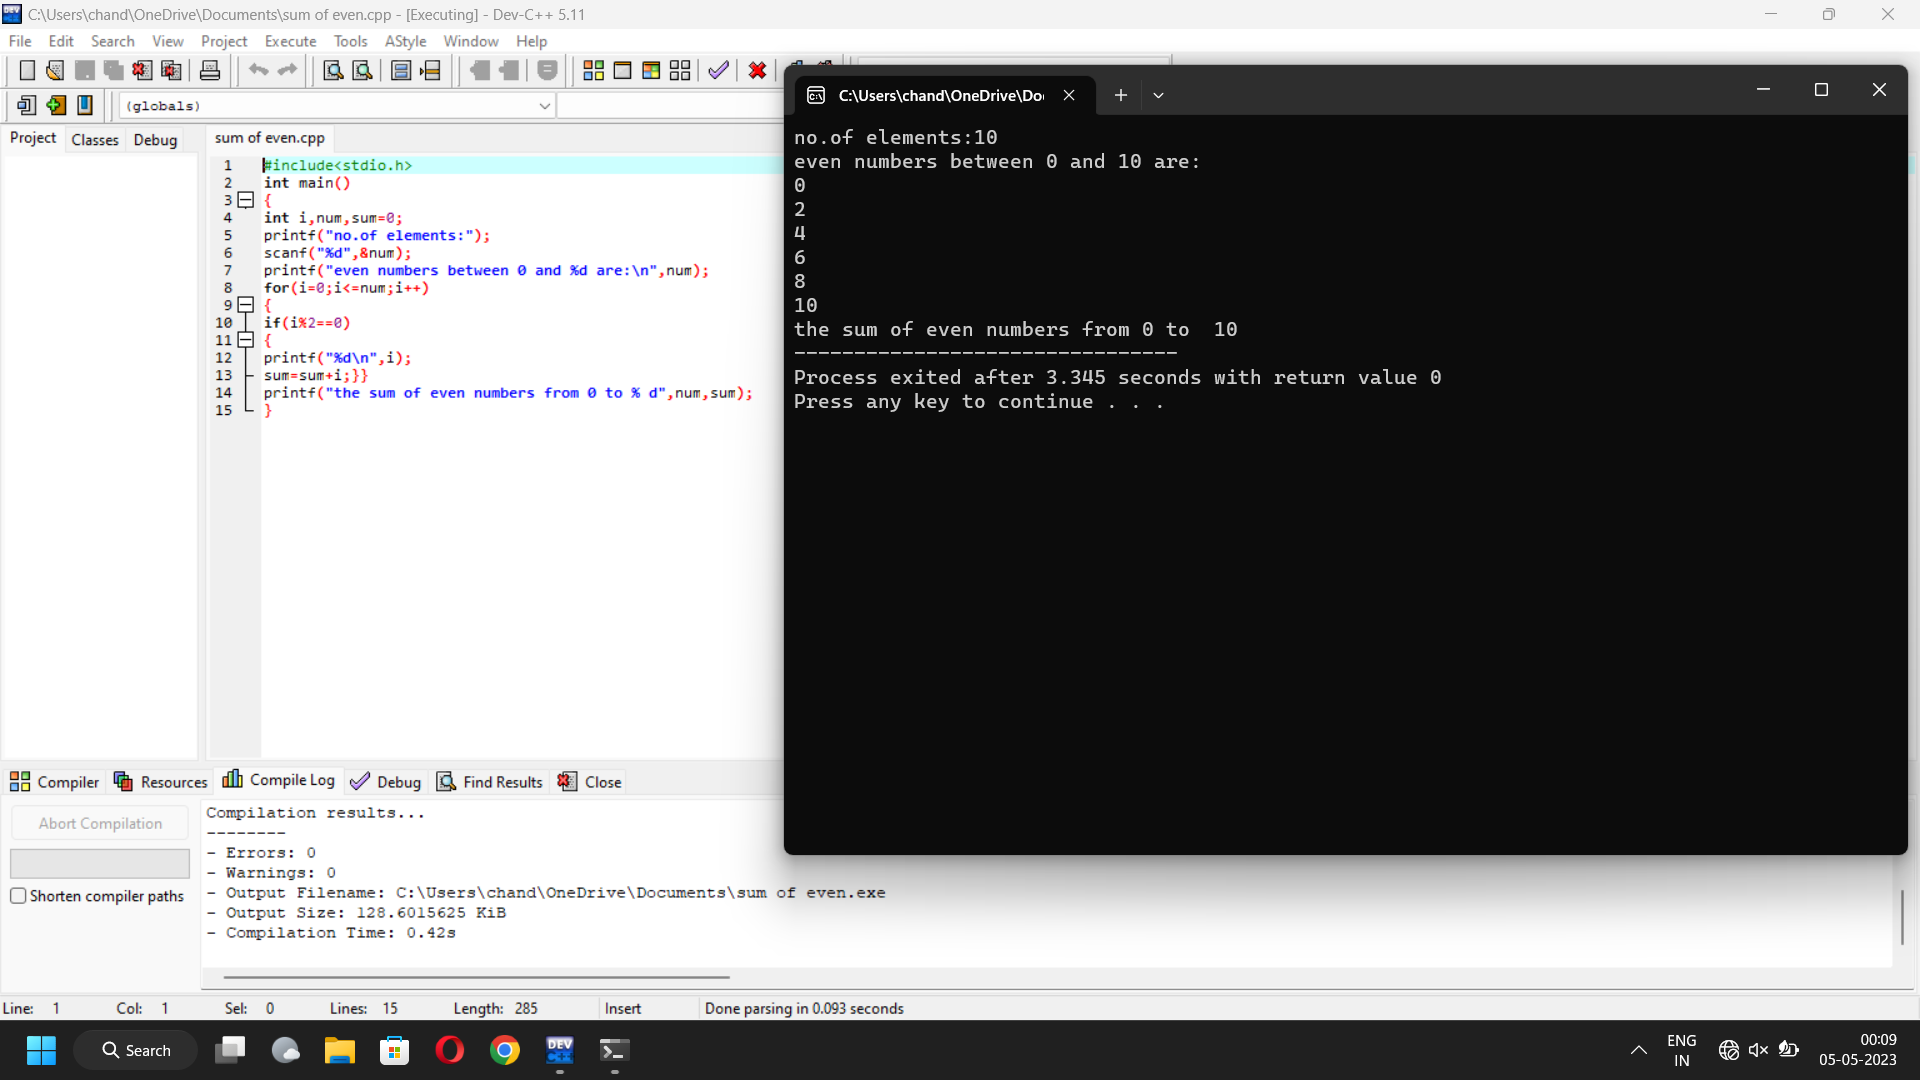 C:\Users\chand\OneDrive\Documents\sum of even.cpp - [Executing] - Dev-C++ 5.11
File Edit Search View Project Execute Tools AStyle Window Help
(globals)
Project Classes Debug
sum of even.cpp
1 #include<stdio.h>
2 int main()
3 {
4 int i,num,sum=0;
5 printf("no.of elements:");
6 scanf("%d",&num);
7 printf("even numbers between 0 and %d are:\n",num);
8 for(i=0;i<=num;i++)
9 {
10 if(i%2==0)
11 {
12 printf("%d\n",i);
13 sum=sum+i;}}
14 printf("the sum of even numbers from 0 to % d",num,sum);
15 }
C:\Users\chand\OneDrive\Do
no.of elements:10
even numbers between 0 and 10 are:
0
2
4
6
8
10
the sum of even numbers from 0 to  10
--------------------------------
Process exited after 3.345 seconds with return value 0
Press any key to continue . . .
Compiler Resources Compile Log Debug Find Results Close
Abort Compilation
Shorten compiler paths
Compilation results...
--------
- Errors: 0
- Warnings: 0
- Output Filename: C:\Users\chand\OneDrive\Documents\sum of even.exe
- Output Size: 128.6015625 KiB
- Compilation Time: 0.42s
Line: 1 Col: 1 Sel: 0 Lines: 15 Length: 285 Insert Done parsing in 0.093 seconds
Search
DEV C++
ENG
IN
00:09
05-05-2023